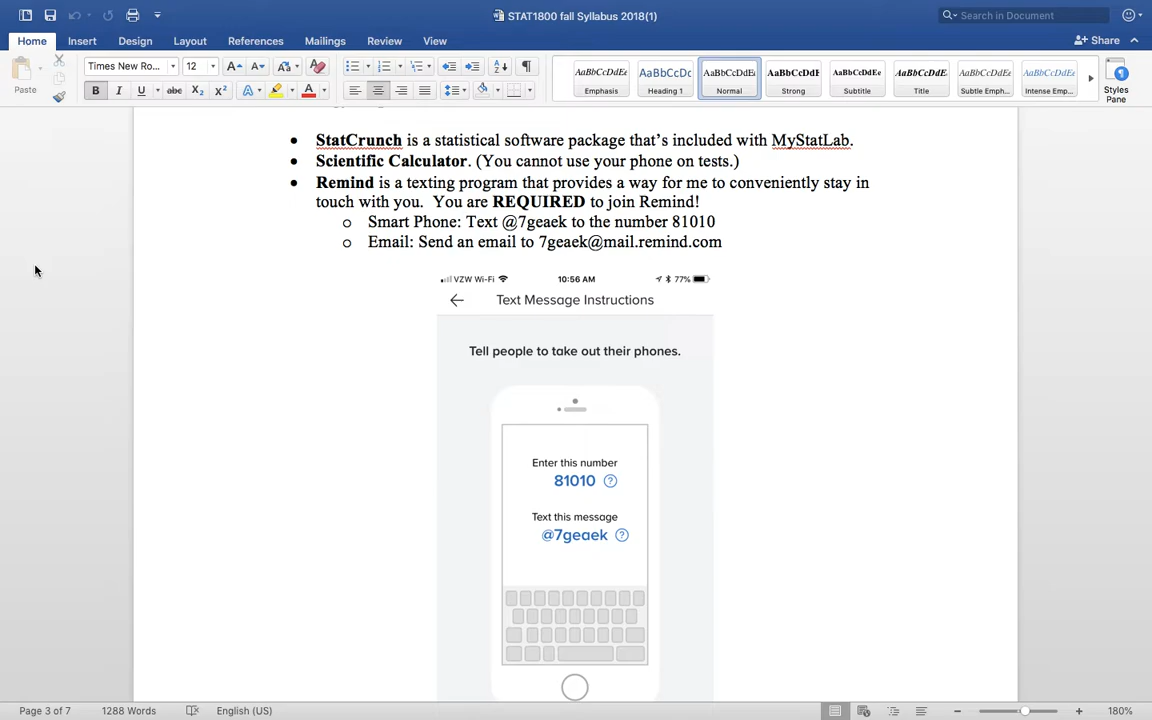 STAT1800 fall Syllabus 2018(1)
Search in Document
Home Insert Design Layout References Mailings Review View
Share
Paste
Times New Ro... 12
B I U abc X₂ X²
AaBbCcDdEe AaBbCcDc AaBbCcDdEe AaBbCcDdE AaBbCcDdEe AaBbCcDdE AaBbCcDdEe AaBbCcDdEe
Emphasis Heading 1 Normal Strong Subtitle Title Subtle Emph... Intense Emp...
Styles
Pane
• StatCrunch is a statistical software package that's included with MyStatLab.
• Scientific Calculator. (You cannot use your phone on tests.)
• Remind is a texting program that provides a way for me to conveniently stay in
touch with you. You are REQUIRED to join Remind!
o Smart Phone: Text @7geaek to the number 81010
o Email: Send an email to 7geaek@mail.remind.com
VZW Wi-Fi 10:56 AM 77%
Text Message Instructions
Tell people to take out their phones.
Enter this number
81010 ?
Text this message
@7geaek ?
Page 3 of 7 1288 Words English (US) 180%